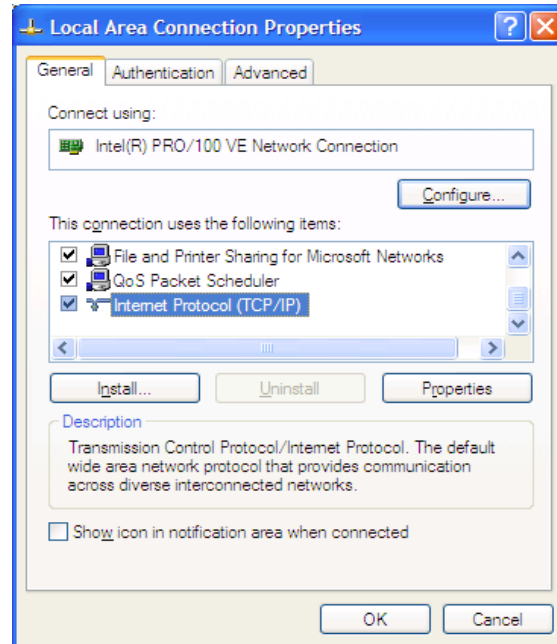 Local Area Connection Properties
General Authentication Advanced
Connect using:
Intel(R) PRO/100 VE Network Connection
Configure...
This connection uses the following items:
File and Printer Sharing for Microsoft Networks
QoS Packet Scheduler
Internet Protocol (TCP/IP)
Install... Uninstall Properties
Description
Transmission Control Protocol/Internet Protocol. The default
wide area network protocol that provides communication
across diverse interconnected networks.
Show icon in notification area when connected
OK Cancel